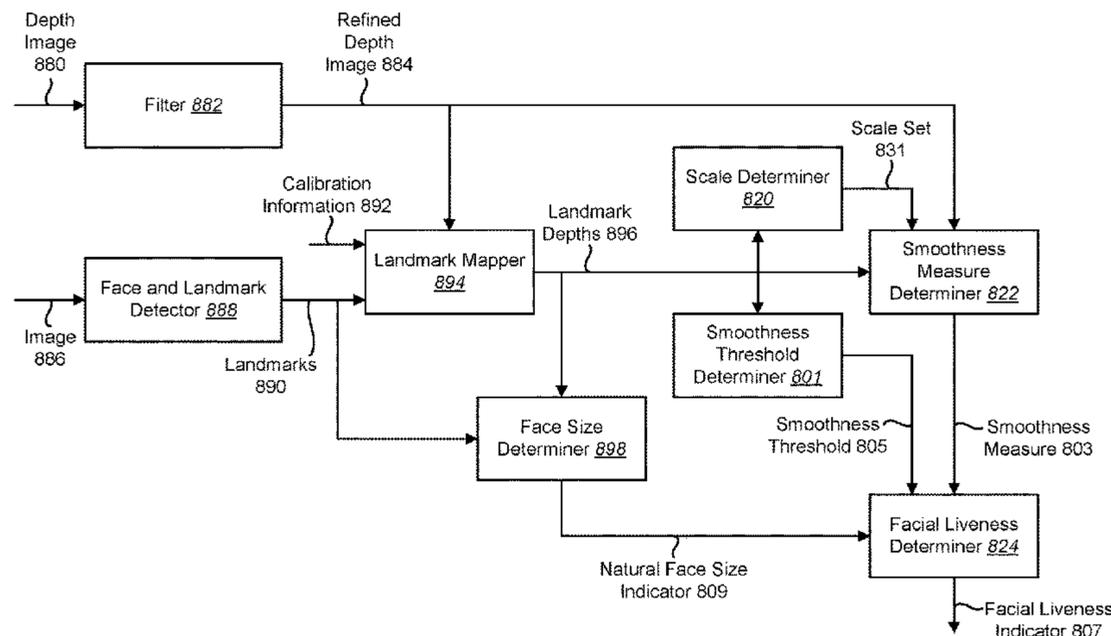 Depth
Image
880
Refined
Depth
Image 884
Filter 882
Scale Set
831
Scale Determiner
820
Calibration
Information 892
Landmark
Depths 896
Landmark Mapper
894
Smoothness
Measure
Determiner 822
Face and Landmark
Detector 888
Image
886
Landmarks
890
Smoothness
Threshold
Determiner 801
Face Size
Determiner 898
Smoothness
Threshold 805
Smoothness
Measure 803
Facial Liveness
Determiner 824
Natural Face Size
Indicator 809
Facial Liveness
Indicator 807